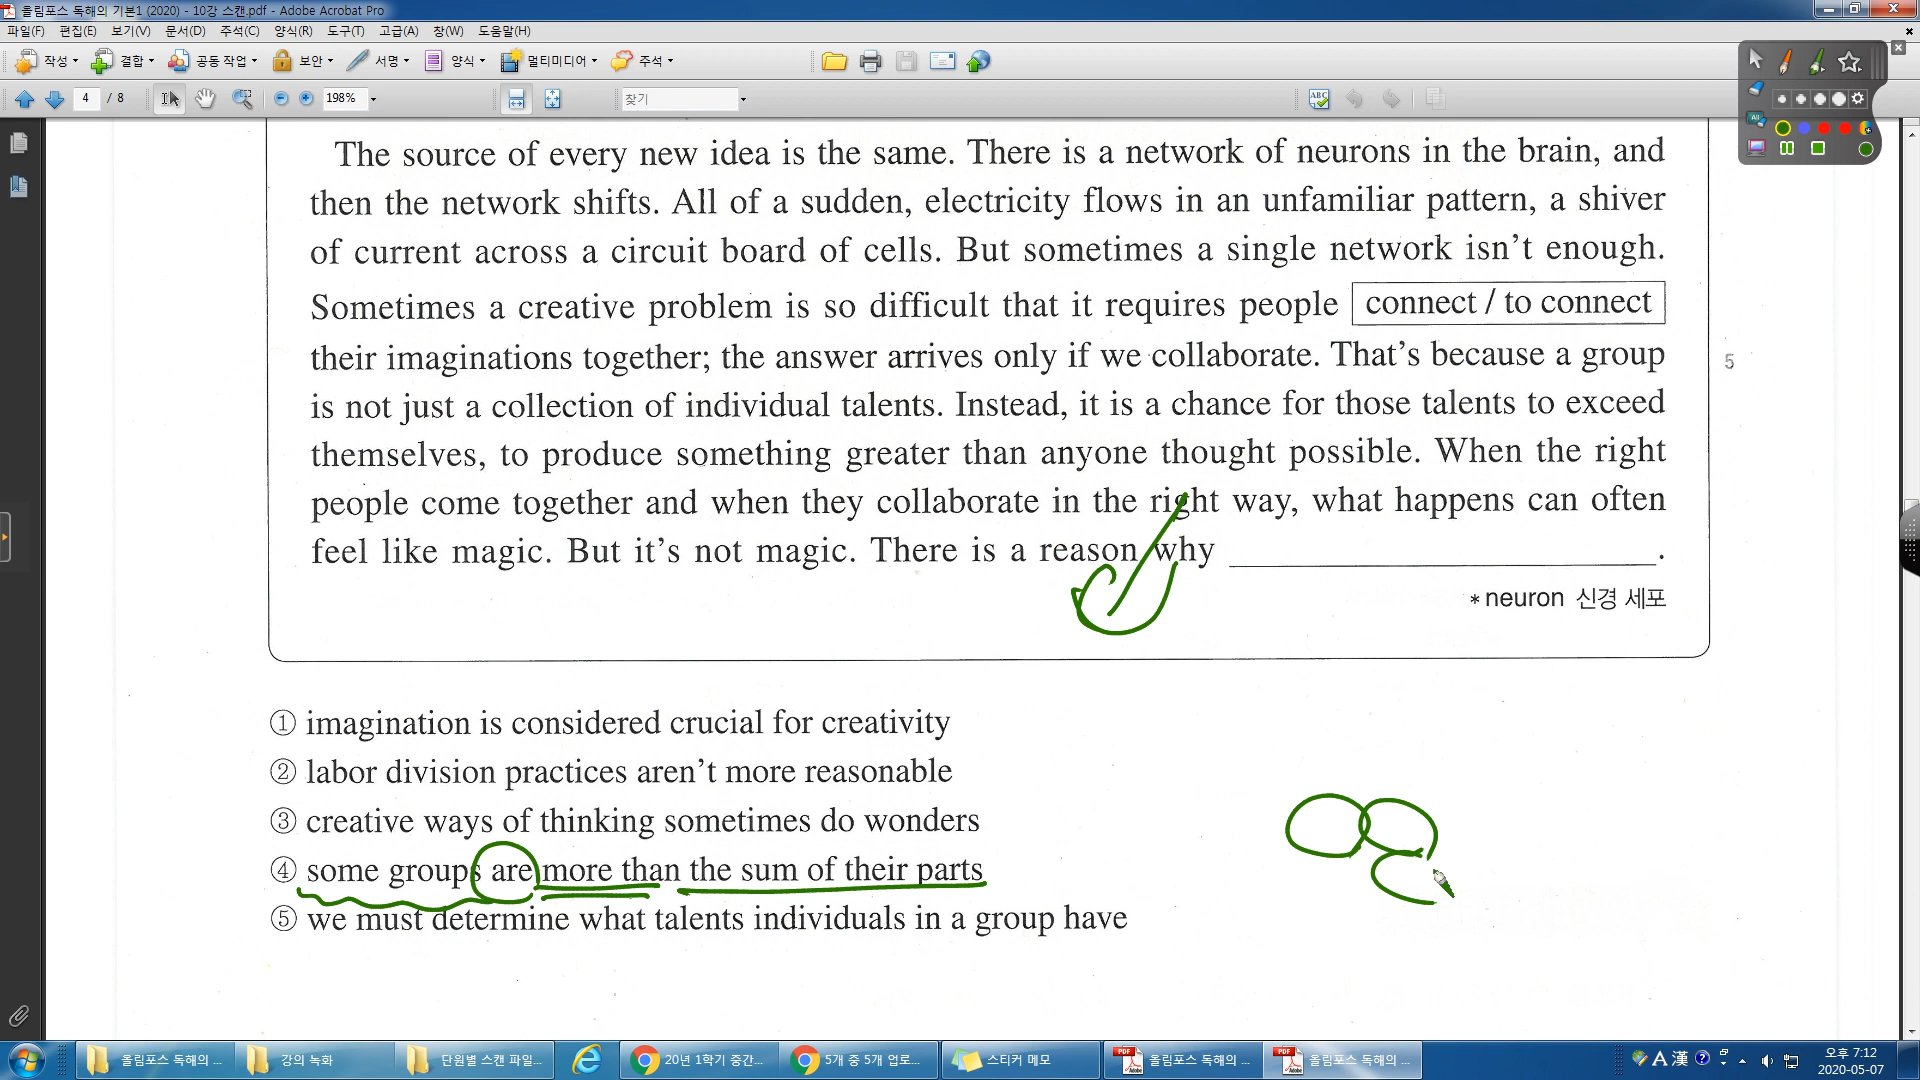 올림포스 독해의 기본1 (2020) - 10강 스캔.pdf - Adobe Acrobat Pro
파일(F) 편집(E) 보기(V) 문서(D) 주석(C) 양식(R) 도구(T) 고급(A) 창(W) 도움말(H)
작성 결합 공동 작업 보안 서명 양식 멀티미디어 주석
4 / 8 198% 찾기
The source of every new idea is the same. There is a network of neurons in the brain, and
then the network shifts. All of a sudden, electricity flows in an unfamiliar pattern, a shiver
of current across a circuit board of cells. But sometimes a single network isn't enough.
Sometimes a creative problem is so difficult that it requires people connect / to connect
their imaginations together; the answer arrives only if we collaborate. That's because a group
5
is not just a collection of individual talents. Instead, it is a chance for those talents to exceed
themselves, to produce something greater than anyone thought possible. When the right
people come together and when they collaborate in the right way, what happens can often
feel like magic. But it's not magic. There is a reason why ____________________.
* neuron 신경 세포
① imagination is considered crucial for creativity
② labor division practices aren't more reasonable
③ creative ways of thinking sometimes do wonders
④ some groups are more than the sum of their parts
⑤ we must determine what talents individuals in a group have
올림포스 독해의 ... 강의 녹화 단원별 스캔 파일... 20년 1학기 중간... 5개 중 5개 업로... 스티커 메모 올림포스 독해의 ... 올림포스 독해의 ... A 漢 오후 7:12
2020-05-07